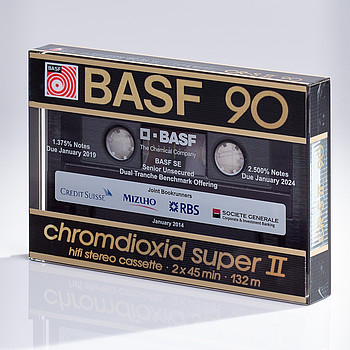 BASF
BASF 90
1.375% Notes
Due January 2019
BASF
The Chemical Company
BASF SE
Senior Unsecured
Dual Tranche Benchmark Offering
2.500% Notes
Due January 2024
Joint Bookrunners
CREDIT SUISSE
MIZUHO
RBS
SOCIETE GENERALE
Corporate & Investment Banking
January 2014
chromdioxid super II
hifi stereo cassette · 2 x 45 min · 132 m